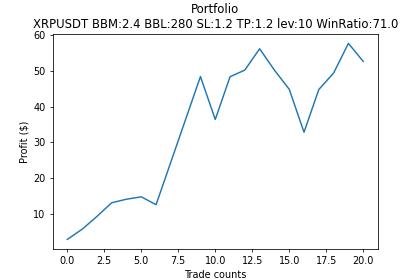 Portfolio
XRPUSDT BBM:2.4 BBL:280 SL:1.2 TP:1.2 lev:10 WinRatio:71.0
60
50
40
30
20
10
Profit ($)
0.0 2.5 5.0 7.5 10.0 12.5 15.0 17.5 20.0
Trade counts